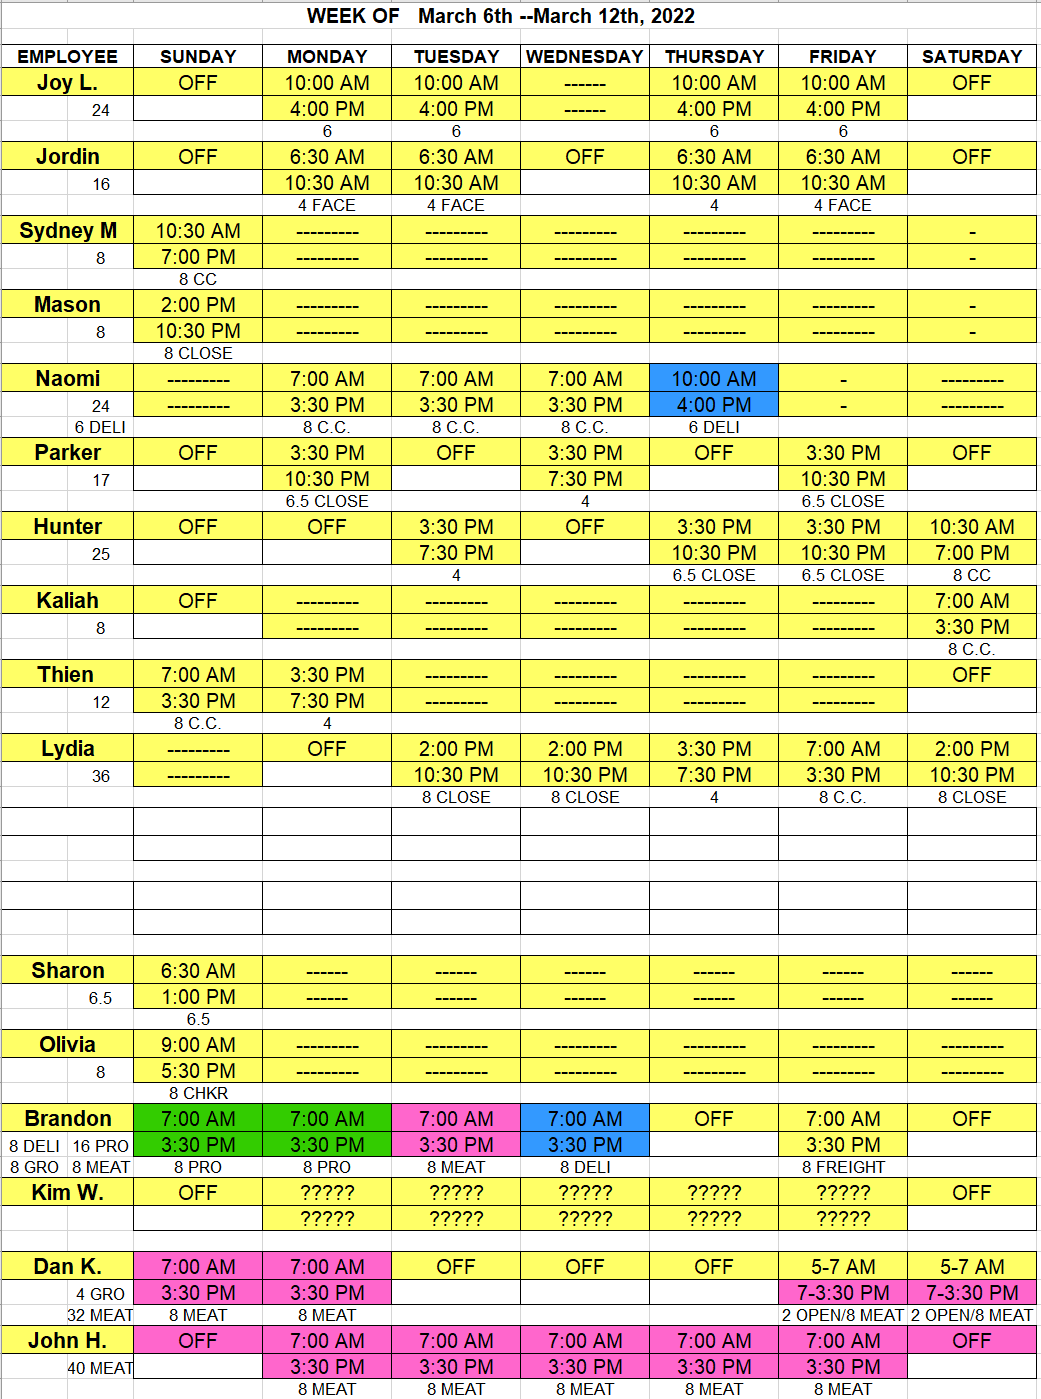 WEEK OF March 6th --March 12th, 2022
EMPLOYEE SUNDAY MONDAY TUESDAY WEDNESDAY THURSDAY FRIDAY SATURDAY
Joy L. OFF 10:00 AM 10:00 AM ------ 10:00 AM 10:00 AM OFF
24 4:00 PM 4:00 PM ------ 4:00 PM 4:00 PM
6 6 6 6
Jordin OFF 6:30 AM 6:30 AM OFF 6:30 AM 6:30 AM OFF
16 10:30 AM 10:30 AM 10:30 AM 10:30 AM
4 FACE 4 FACE 4 4 FACE
Sydney M 10:30 AM --------- --------- --------- --------- --------- -
8 7:00 PM --------- --------- --------- --------- --------- -
8 CC
Mason 2:00 PM --------- --------- --------- --------- --------- -
8 10:30 PM --------- --------- --------- --------- --------- -
8 CLOSE
Naomi --------- 7:00 AM 7:00 AM 7:00 AM 10:00 AM - ---------
24 --------- 3:30 PM 3:30 PM 3:30 PM 4:00 PM - ---------
6 DELI 8 C.C. 8 C.C. 8 C.C. 6 DELI
Parker OFF 3:30 PM OFF 3:30 PM OFF 3:30 PM OFF
17 10:30 PM 7:30 PM 10:30 PM
6.5 CLOSE 4 6.5 CLOSE
Hunter OFF OFF 3:30 PM OFF 3:30 PM 3:30 PM 10:30 AM
25 7:30 PM 10:30 PM 10:30 PM 7:00 PM
4 6.5 CLOSE 6.5 CLOSE 8 CC
Kaliah OFF --------- --------- --------- --------- --------- 7:00 AM
8 --------- --------- --------- --------- --------- 3:30 PM
8 C.C.
Thien 7:00 AM 3:30 PM --------- --------- --------- --------- OFF
12 3:30 PM 7:30 PM --------- --------- --------- ---------
8 C.C. 4
Lydia --------- OFF 2:00 PM 2:00 PM 3:30 PM 7:00 AM 2:00 PM
36 --------- 10:30 PM 10:30 PM 7:30 PM 3:30 PM 10:30 PM
8 CLOSE 8 CLOSE 4 8 C.C. 8 CLOSE
Sharon 6:30 AM ------ ------ ------ ------ ------ ------
6.5 1:00 PM ------ ------ ------ ------ ------ ------
6.5
Olivia 9:00 AM --------- --------- --------- --------- --------- ---------
8 5:30 PM --------- --------- --------- --------- --------- ---------
8 CHKR
Brandon 7:00 AM 7:00 AM 7:00 AM 7:00 AM OFF 7:00 AM OFF
8 DELI 16 PRO 3:30 PM 3:30 PM 3:30 PM 3:30 PM 3:30 PM
8 GRO 8 MEAT 8 PRO 8 PRO 8 MEAT 8 DELI 8 FREIGHT
Kim W. OFF ????? ????? ????? ????? ????? OFF
????? ????? ????? ????? ?????
Dan K. 7:00 AM 7:00 AM OFF OFF OFF 5-7 AM 5-7 AM
4 GRO 3:30 PM 3:30 PM 7-3:30 PM 7-3:30 PM
32 MEAT 8 MEAT 8 MEAT 2 OPEN/8 MEAT 2 OPEN/8 MEAT
John H. OFF 7:00 AM 7:00 AM 7:00 AM 7:00 AM 7:00 AM OFF
40 MEAT 3:30 PM 3:30 PM 3:30 PM 3:30 PM 3:30 PM
8 MEAT 8 MEAT 8 MEAT 8 MEAT 8 MEAT